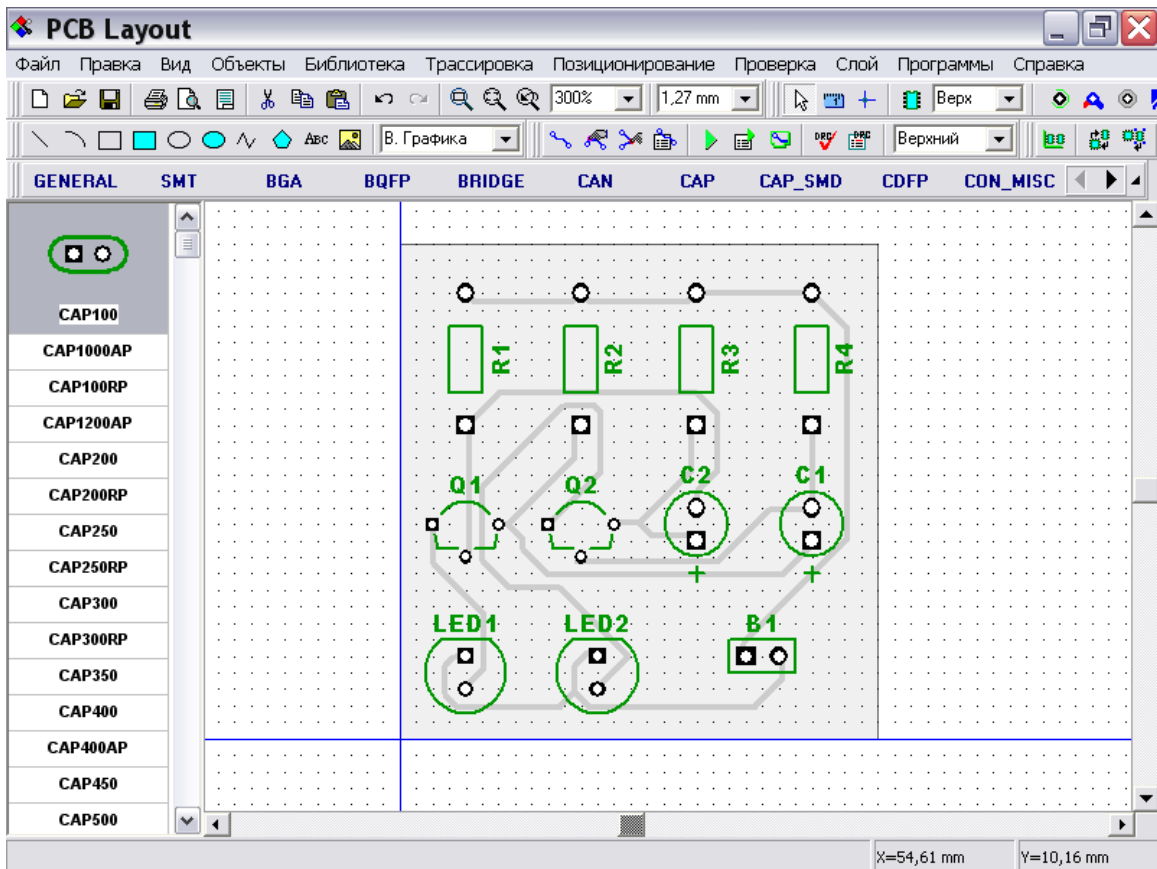 PCB Layout
Файл Правка Вид Объекты Библиотека Трассировка Позиционирование Проверка Слой Программы Справка
300% 1,27 mm Верх
ABC В. Графика DRC DRC Верхний
GENERAL SMT BGA BQFP BRIDGE CAN CAP CAP_SMD CDFP CON_MISC
CAP100
CAP1000AP
CAP100RP
CAP1200AP
CAP200
CAP200RP
CAP250
CAP250RP
CAP300
CAP300RP
CAP350
CAP400
CAP400AP
CAP450
CAP500
R1 R2 R3 R4
Q1 Q2 C2 C1
+ +
LED1 LED2 B1
X=54,61 mm Y=10,16 mm